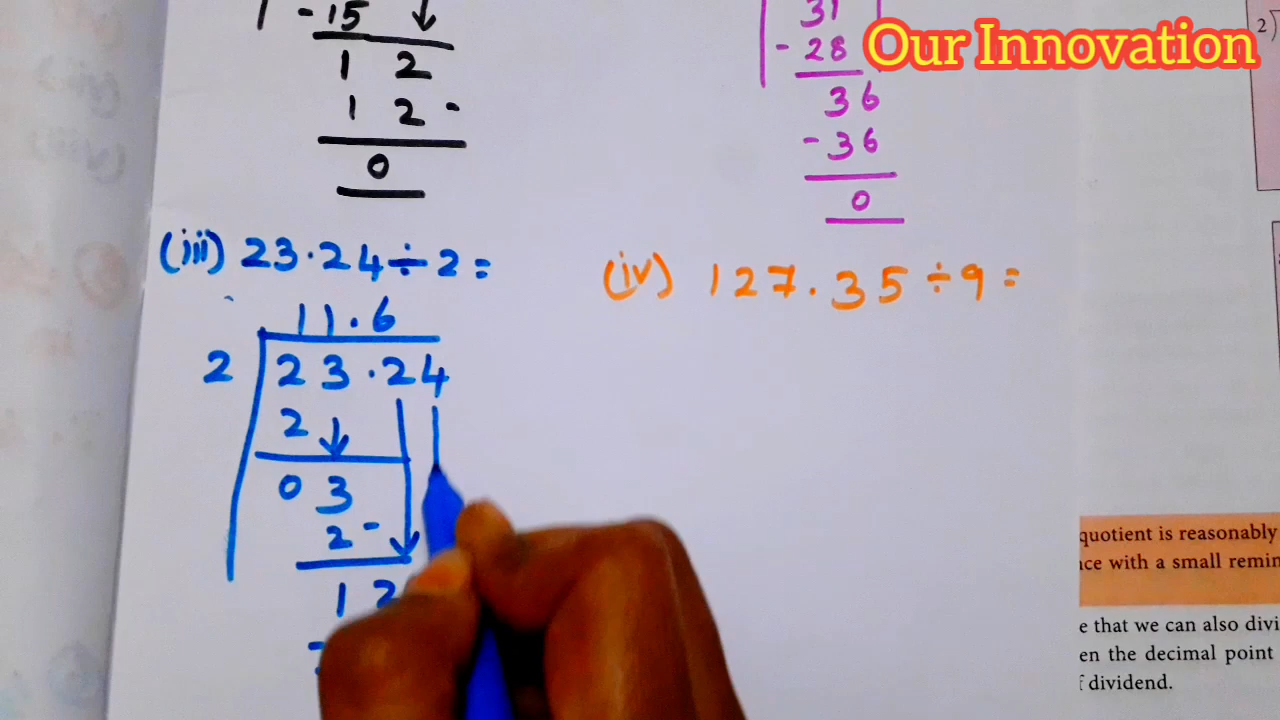 -15
1 2
1 2 -
0
31
- 28
36
- 36
0
2)
Our Innovation
(iii) 23.24÷2=
11.6
2 23.24
2
03
2-
12
(iv) 127.35÷9=
quotient is reasonably
nce with a small remin
e that we can also divi
en the decimal point
f dividend.